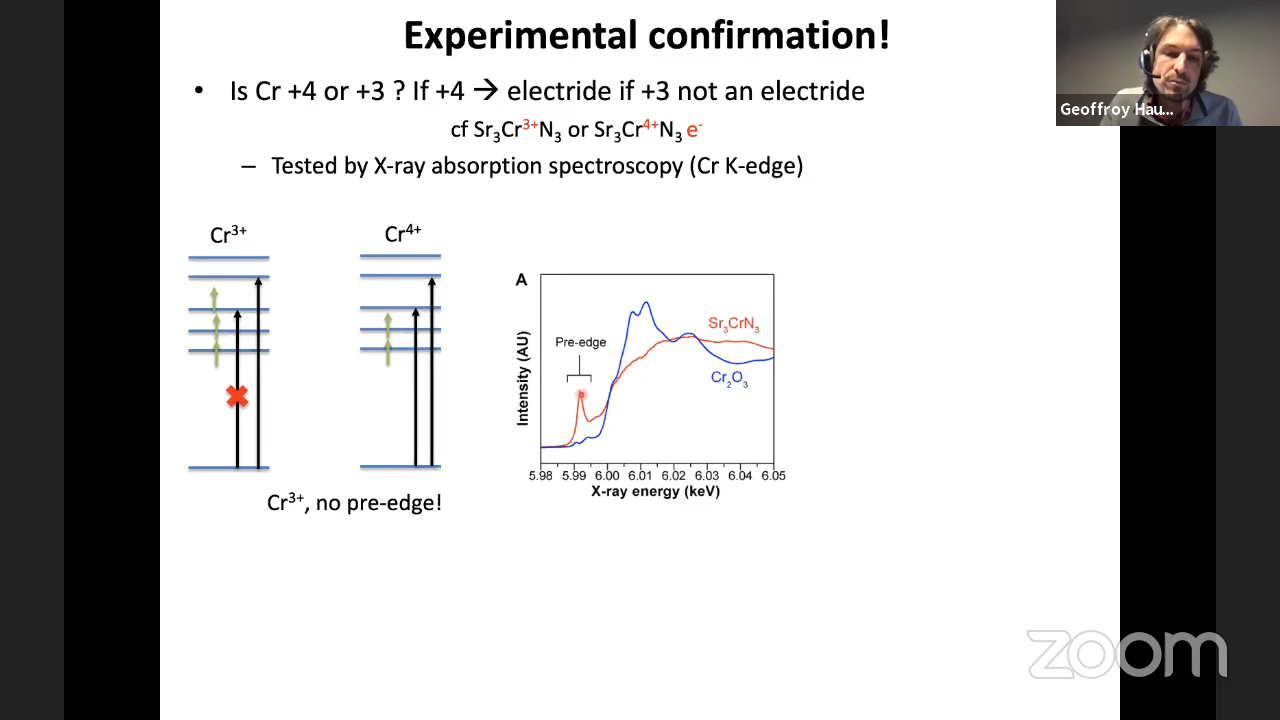 Experimental confirmation!
• Is Cr +4 or +3 ? If +4 → electride if +3 not an electride
cf Sr₃Cr³⁺N₃ or Sr₃Cr⁴⁺N₃ e⁻
– Tested by X-ray absorption spectroscopy (Cr K-edge)
Geoffroy Hau...
Cr³⁺
Cr⁴⁺
Cr³⁺, no pre-edge!
A
Pre-edge
Sr₃CrN₃
Cr₂O₃
Intensity (AU)
5.98 5.99 6.00 6.01 6.02 6.03 6.04 6.05
X-ray energy (keV)
zoom